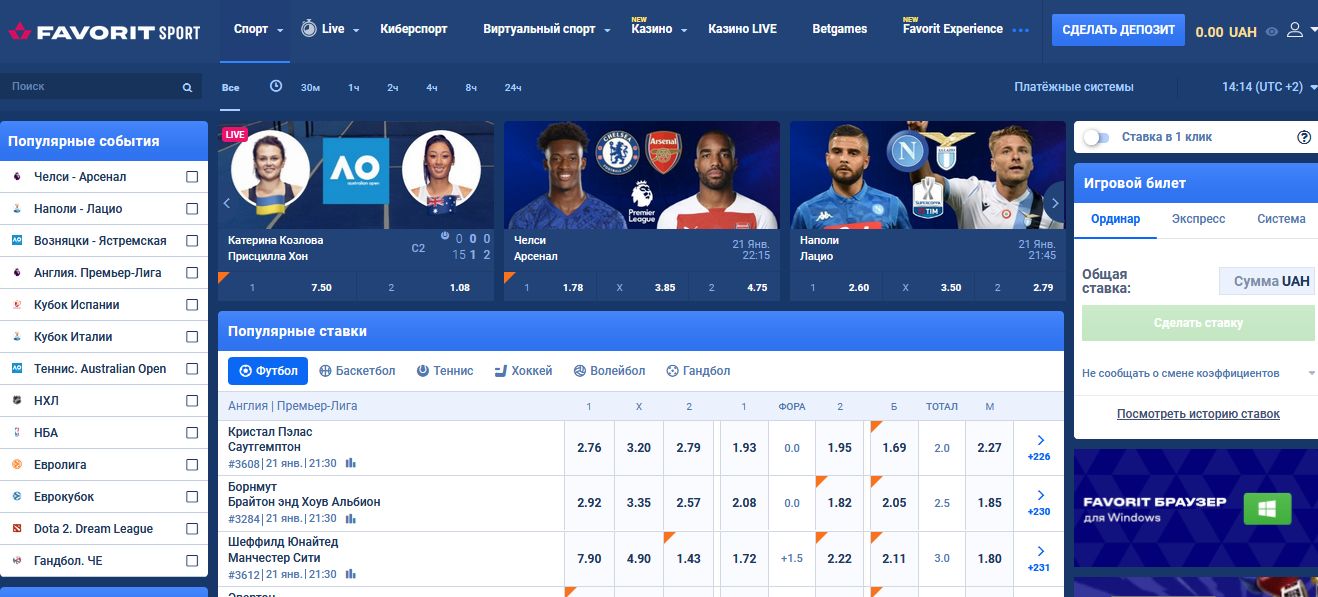 FAVORIT SPORT
Спорт
Live
Киберспорт
Виртуальный спорт
NEW
Казино
Казино LIVE
Betgames
NEW
Favorit Experience
СДЕЛАТЬ ДЕПОЗИТ
0.00 UAH
Поиск
Все
30м
1ч
2ч
4ч
8ч
24ч
Платёжные системы
14:14 (UTC +2)
Популярные события
Челси - Арсенал
Наполи - Лацио
Возняцки - Ястремская
Англия. Премьер-Лига
Кубок Испании
Кубок Италии
Теннис. Australian Open
НХЛ
НБА
Евролига
Еврокубок
Dota 2. Dream League
Гандбол. ЧЕ
LIVE
AO
australian open
Катерина Козлова
Присцилла Хон
С2
0 0 0
15 1 2
1 7.50 2 1.08
CHELSEA
Arsenal
Premier
League
Челси
Арсенал
21 Янв.
22:15
1 1.78 X 3.85 2 4.75
N
SUPERCOPPA
TIM
Наполи
Лацио
21 Янв.
21:45
1 2.60 X 3.50 2 2.79
Популярные ставки
Футбол
Баскетбол
Теннис
Хоккей
Волейбол
Гандбол
Англия | Премьер-Лига 1 X 2 1 ФОРА 2 Б ТОТАЛ М
Кристал Пэлас
Саутгемптон
#3608| 21 янв.| 21:30
2.76 3.20 2.79 1.93 0.0 1.95 1.69 2.0 2.27 +226
Борнмут
Брайтон энд Хоув Альбион
#3284| 21 янв.| 21:30
2.92 3.35 2.57 2.08 0.0 1.82 2.05 2.5 1.85 +230
Шеффилд Юнайтед
Манчестер Сити
#3612| 21 янв.| 21:30
7.90 4.90 1.43 1.72 +1.5 2.22 2.11 3.0 1.80 +231
Ставка в 1 клик
Игровой билет
Ординар
Экспресс
Система
Общая
ставка:
Сумма UAH
Сделать ставку
Не сообщать о смене коэффициентов
Посмотреть историю ставок
FAVORIT БРАУЗЕР
для Windows